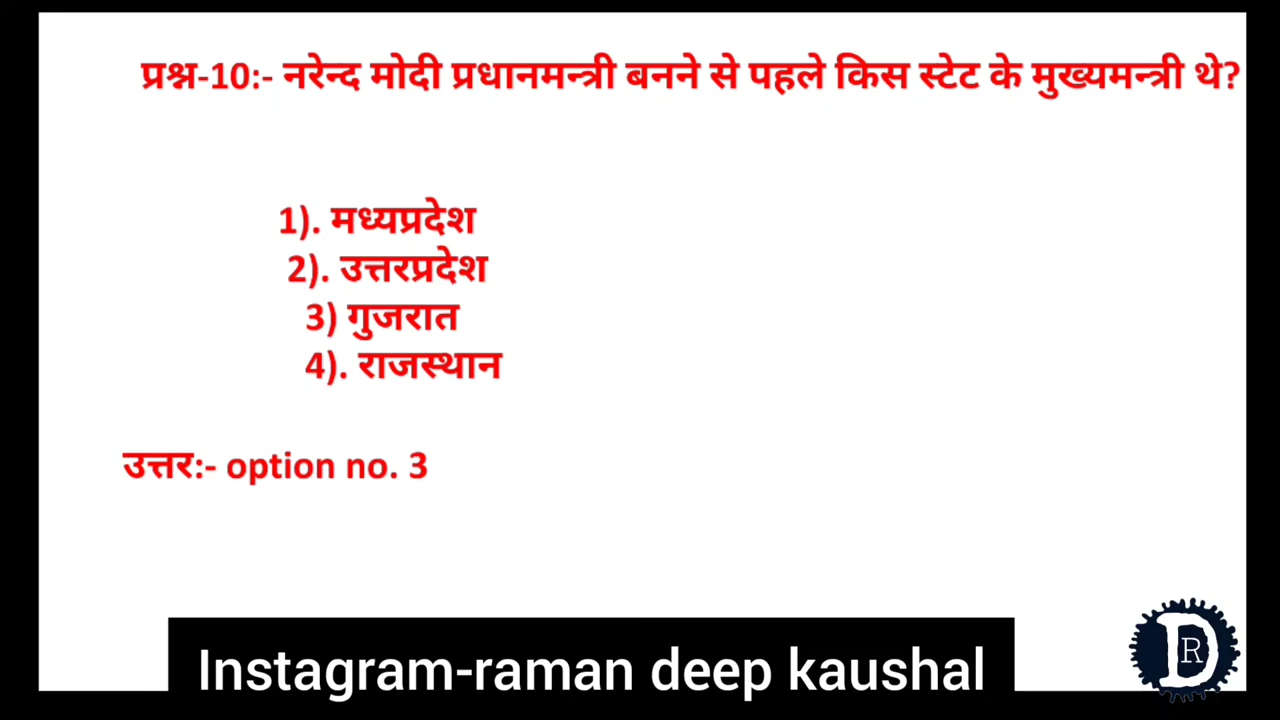 प्रश्न-10:- नरेन्द मोदी प्रधानमन्त्री बनने से पहले किस स्टेट के मुख्यमन्त्री थे?
1). मध्यप्रदेश
2). उत्तरप्रदेश
3) गुजरात
4). राजस्थान
उत्तर:- option no. 3
Instagram-raman deep kaushal
D R